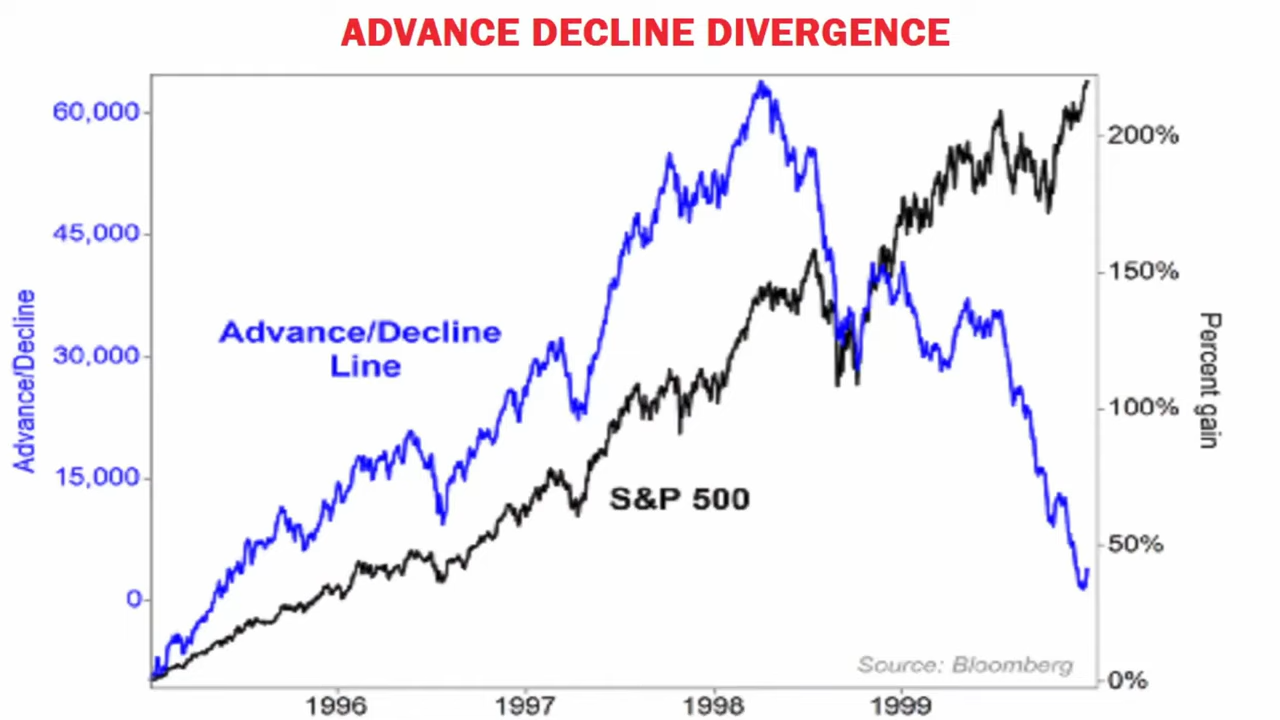 ADVANCE DECLINE DIVERGENCE
60,000
45,000
30,000
15,000
0
Advance/Decline
Advance/Decline
Line
S&P 500
200%
150%
100%
50%
0%
Percent gain
Source: Bloomberg
1996
1997
1998
1999